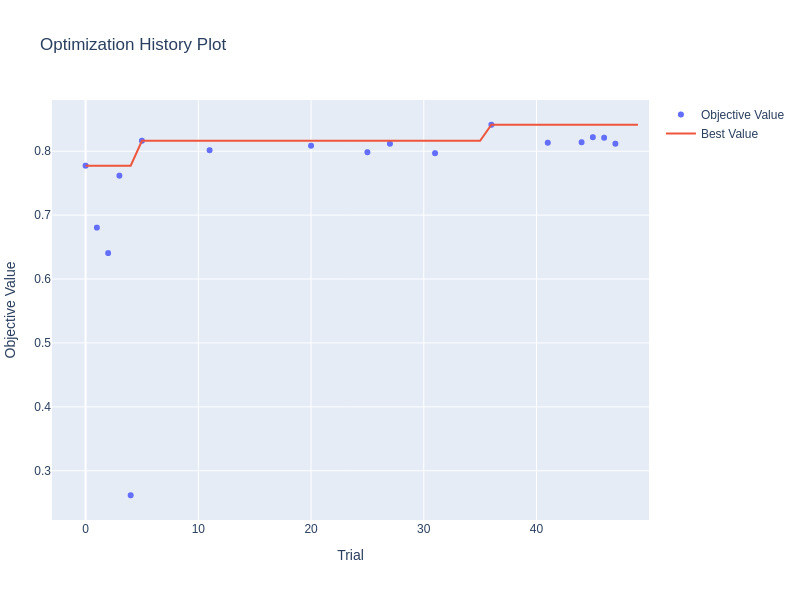 Optimization History Plot
Objective Value
Best Value
0.8
0.7
0.6
0.5
0.4
0.3
Objective Value
0 10 20 30 40
Trial